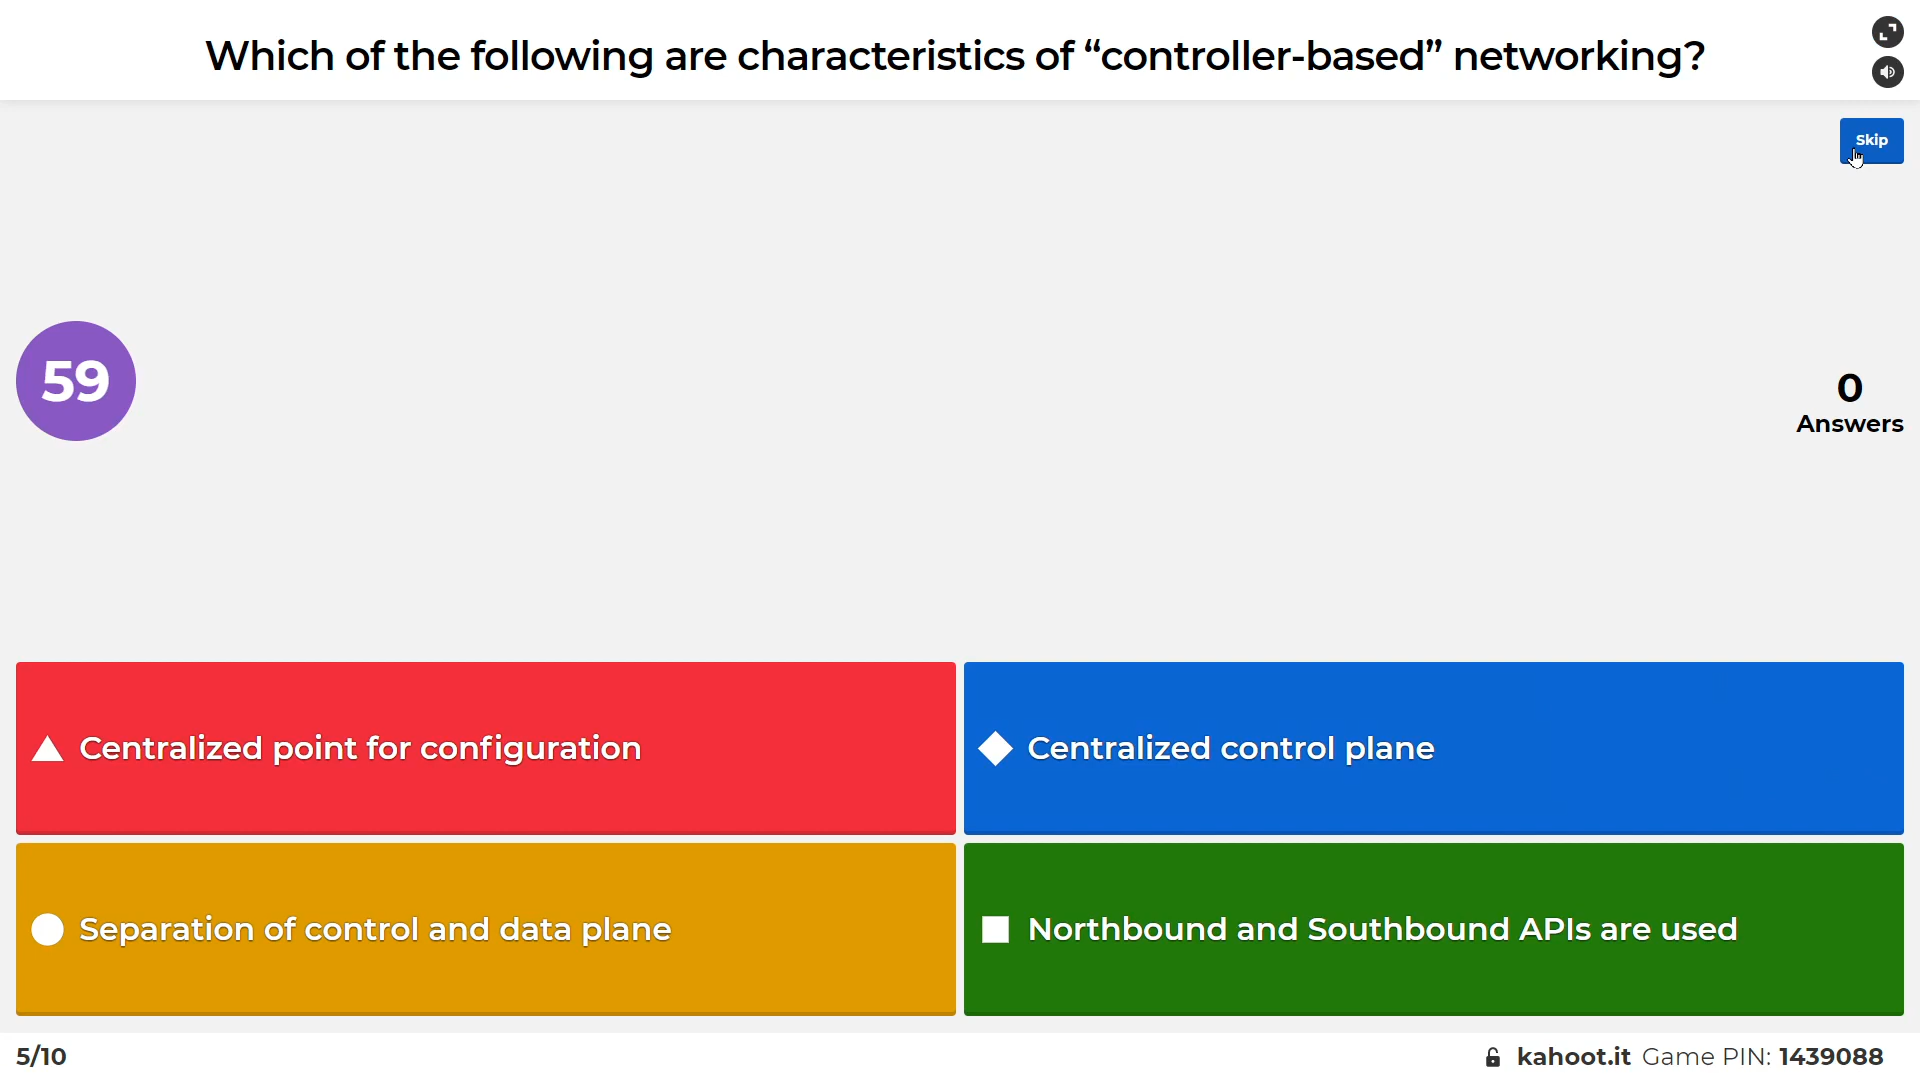 Which of the following are characteristics of “controller-based” networking?
Skip
59
0
Answers
Centralized point for configuration
Centralized control plane
Separation of control and data plane
Northbound and Southbound APIs are used
5/10
kahoot.it Game PIN: 1439088